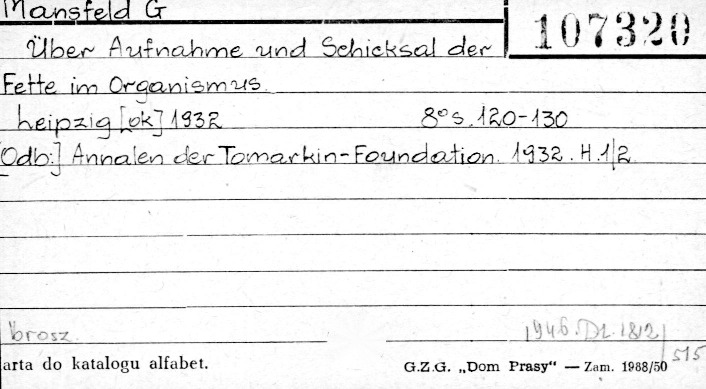 Mansfeld G
107320
Über Aufnahme und Schicksal der
Fette im Organismus.
Leipzig [ok] 1932 8° s. 120-130
[Odb:] Annalen der Tomarkin-Foundation. 1932. H. 1/2
brosz.
1946. Dł. 1812
515
arta do katalogu alfabet.
G.Z.G. „Dom Prasy“ — Zam. 1988/50